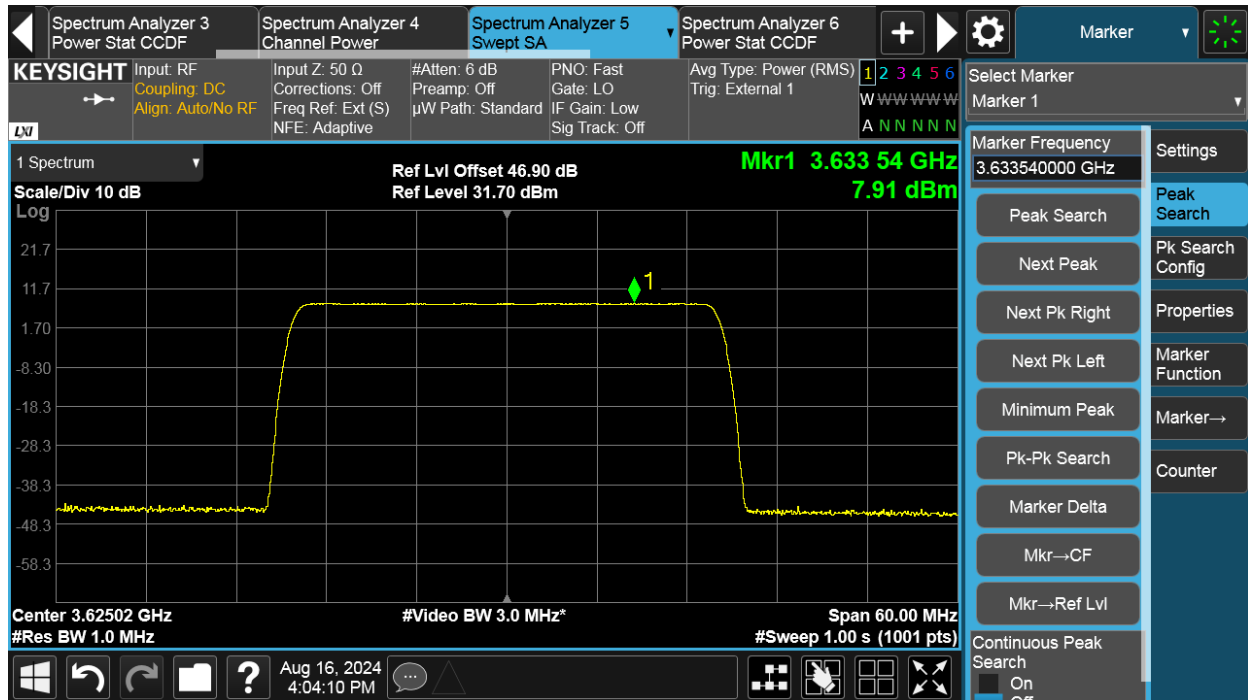 Spectrum Analyzer 3
Power Stat CCDF
Spectrum Analyzer 4
Channel Power
Spectrum Analyzer 5
Swept SA
Spectrum Analyzer 6
Power Stat CCDF
+
Marker
KEYSIGHT
LXI
Input: RF
Coupling: DC
Align: Auto/No RF
Input Z: 50 Ω
Corrections: Off
Freq Ref: Ext (S)
NFE: Adaptive
#Atten: 6 dB
Preamp: Off
µW Path: Standard
PNO: Fast
Gate: LO
IF Gain: Low
Sig Track: Off
Avg Type: Power (RMS)
Trig: External 1
1 2 3 4 5 6
W W W W W W
A N N N N N
Select Marker
Marker 1
1 Spectrum
Scale/Div 10 dB
Log
Ref Lvl Offset 46.90 dB
Ref Level 31.70 dBm
Mkr1 3.633 54 GHz
7.91 dBm
21.7
11.7
1.70
-8.30
-18.3
-28.3
-38.3
-48.3
-58.3
1
Center 3.62502 GHz
#Res BW 1.0 MHz
#Video BW 3.0 MHz*
Span 60.00 MHz
#Sweep 1.00 s (1001 pts)
Marker Frequency
3.633540000 GHz
Peak Search
Next Peak
Next Pk Right
Next Pk Left
Minimum Peak
Pk-Pk Search
Marker Delta
Mkr→CF
Mkr→Ref Lvl
Continuous Peak
Search
On
Off
Settings
Peak
Search
Pk Search
Config
Properties
Marker
Function
Marker→
Counter
?
Aug 16, 2024
4:04:10 PM